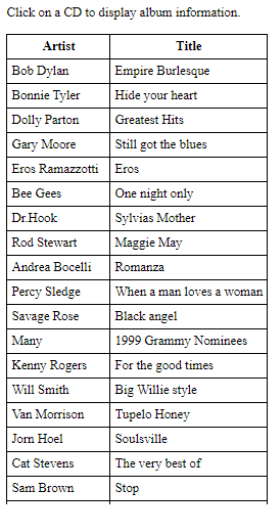 Click on a CD to display album information.
Artist Title
Bob Dylan Empire Burlesque
Bonnie Tyler Hide your heart
Dolly Parton Greatest Hits
Gary Moore Still got the blues
Eros Ramazzotti Eros
Bee Gees One night only
Dr.Hook Sylvias Mother
Rod Stewart Maggie May
Andrea Bocelli Romanza
Percy Sledge When a man loves a woman
Savage Rose Black angel
Many 1999 Grammy Nominees
Kenny Rogers For the good times
Will Smith Big Willie style
Van Morrison Tupelo Honey
Jorn Hoel Soulsville
Cat Stevens The very best of
Sam Brown Stop